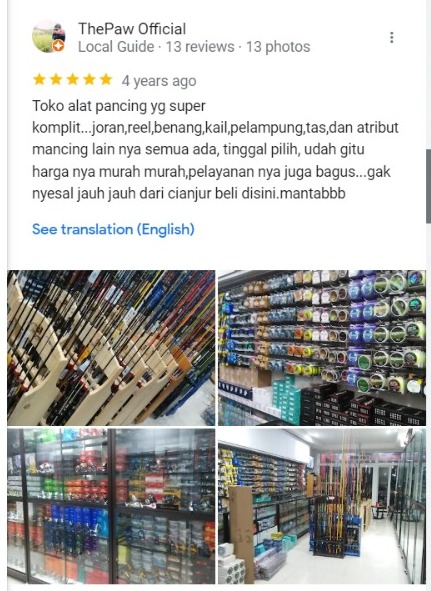 ThePaw Official
Local Guide · 13 reviews · 13 photos
4 years ago
Toko alat pancing yg super
komplit...joran,reel,benang,kail,pelampung,tas,dan atribut
mancing lain nya semua ada, tinggal pilih, udah gitu
harga nya murah murah,pelayanan nya juga bagus...gak
nyesal jauh jauh dari cianjur beli disini.mantabbb
See translation (English)